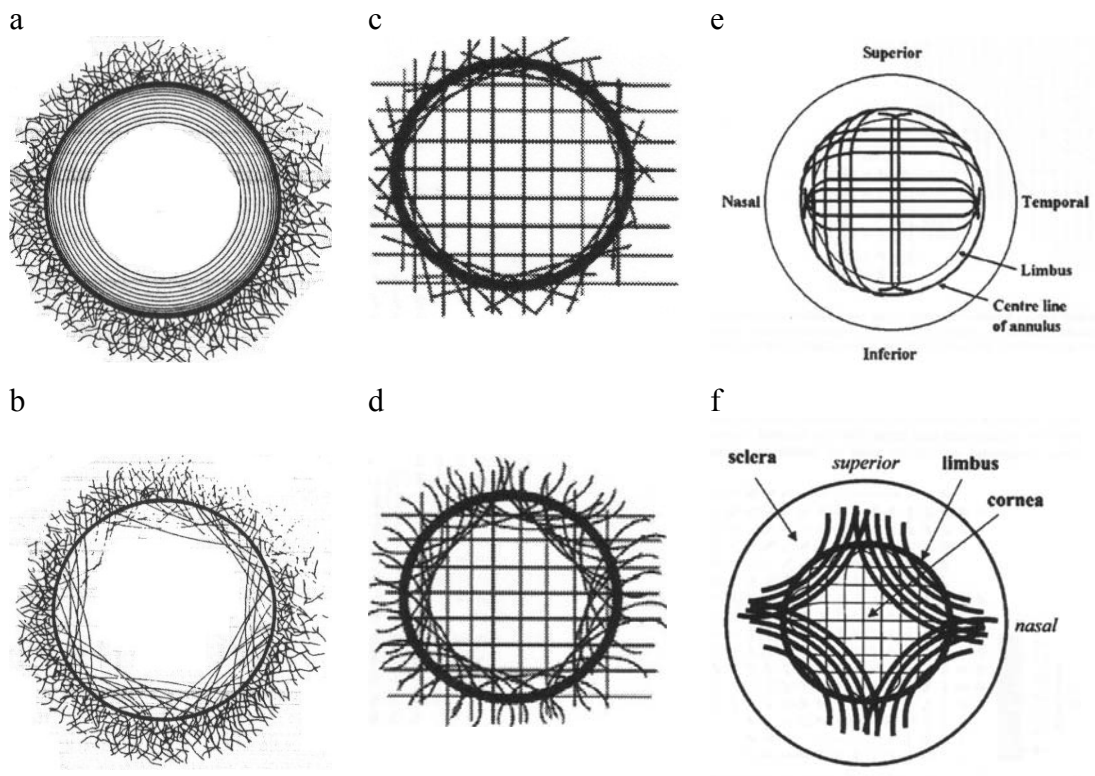 a
c
e
Superior
Nasal
Temporal
Limbus
Centre line
of annulus
Inferior
b
d
f
sclera
superior
limbus
cornea
nasal